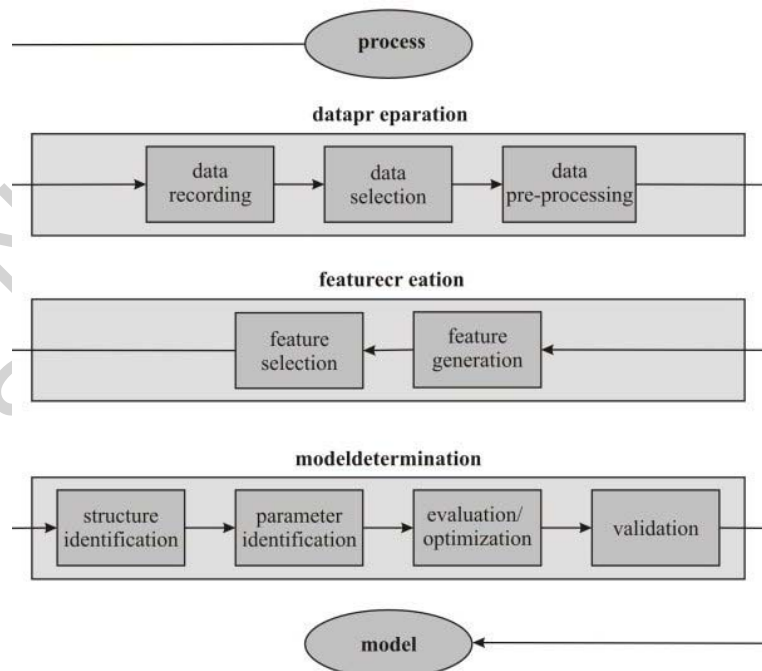 process
datapr eparation
data
recording
data
selection
data
pre-processing
featurecr eation
feature
selection
feature
generation
modeldetermination
structure
identification
parameter
identification
evaluation/
optimization
validation
model